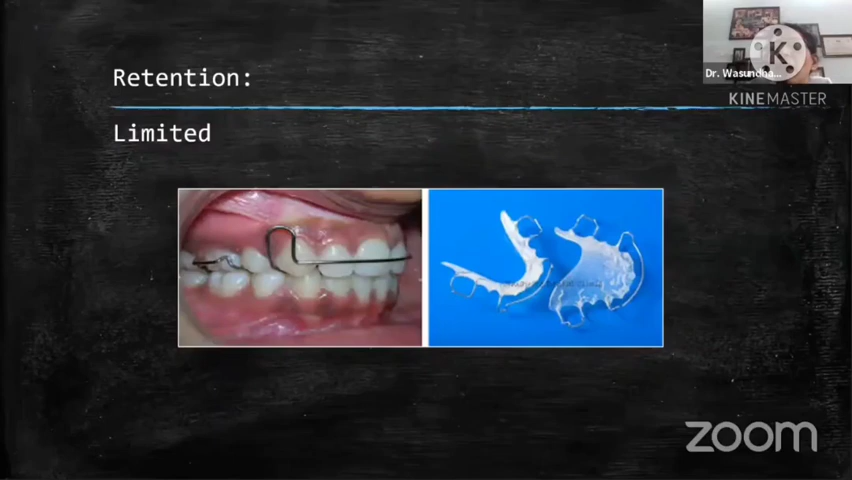 Retention:
Limited
K
Dr. Wasundha...
KINEMASTER
zoom